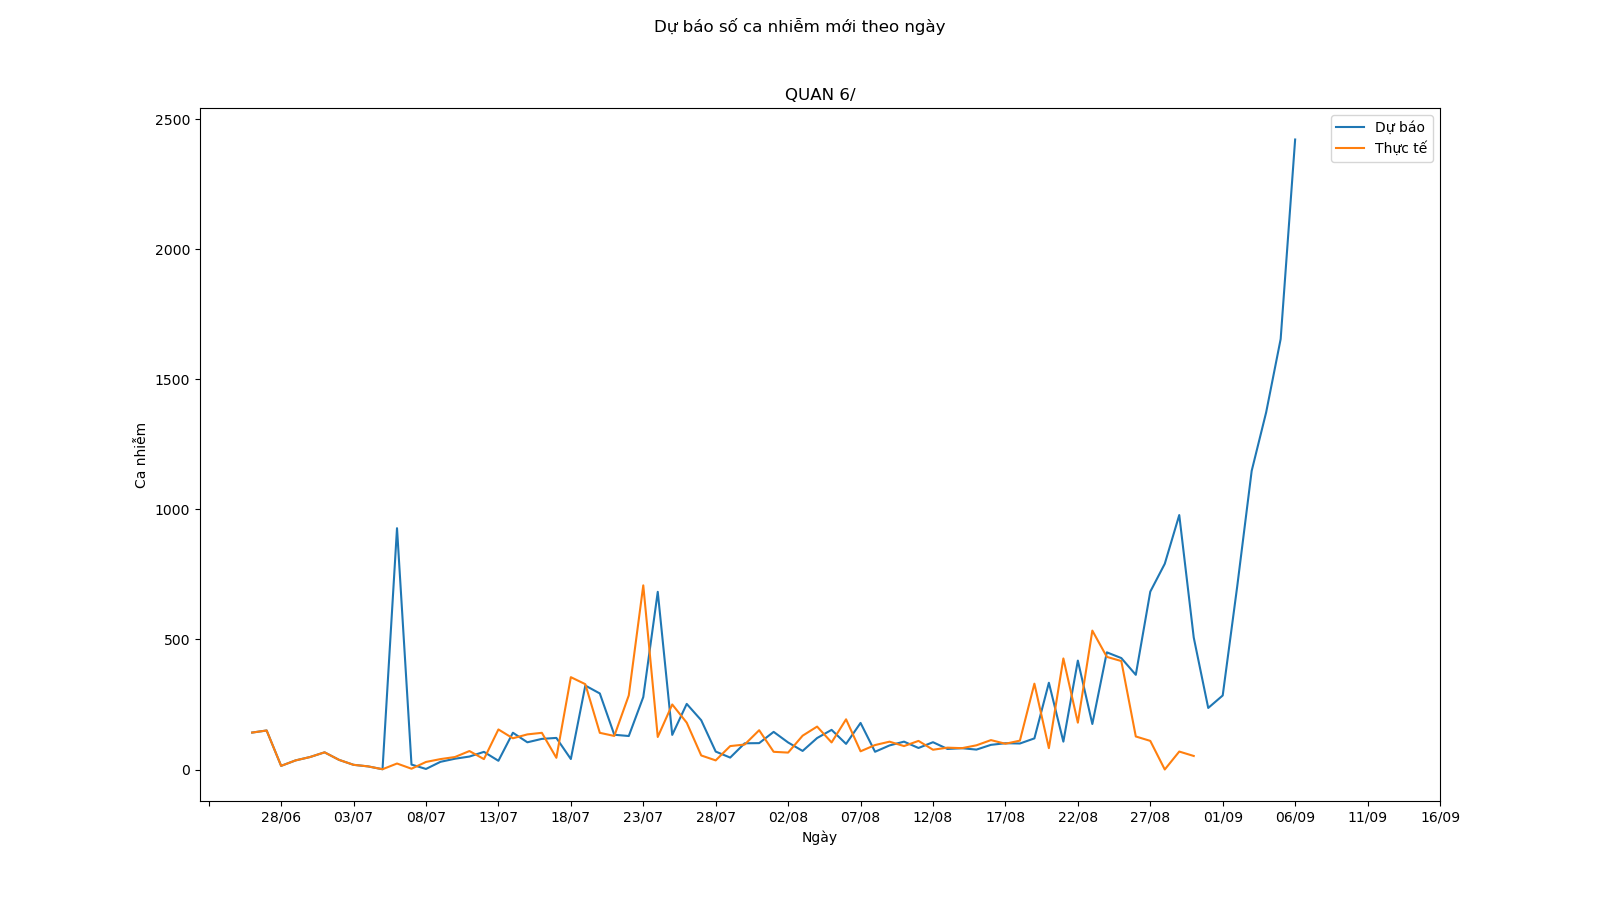 Dự báo số ca nhiễm mới theo ngày
QUAN 6/
Dự báo
Thực tế
2500
2000
1500
1000
500
0
Ca nhiễm
28/06 03/07 08/07 13/07 18/07 23/07 28/07 02/08 07/08 12/08 17/08 22/08 27/08 01/09 06/09 11/09 16/09
Ngày